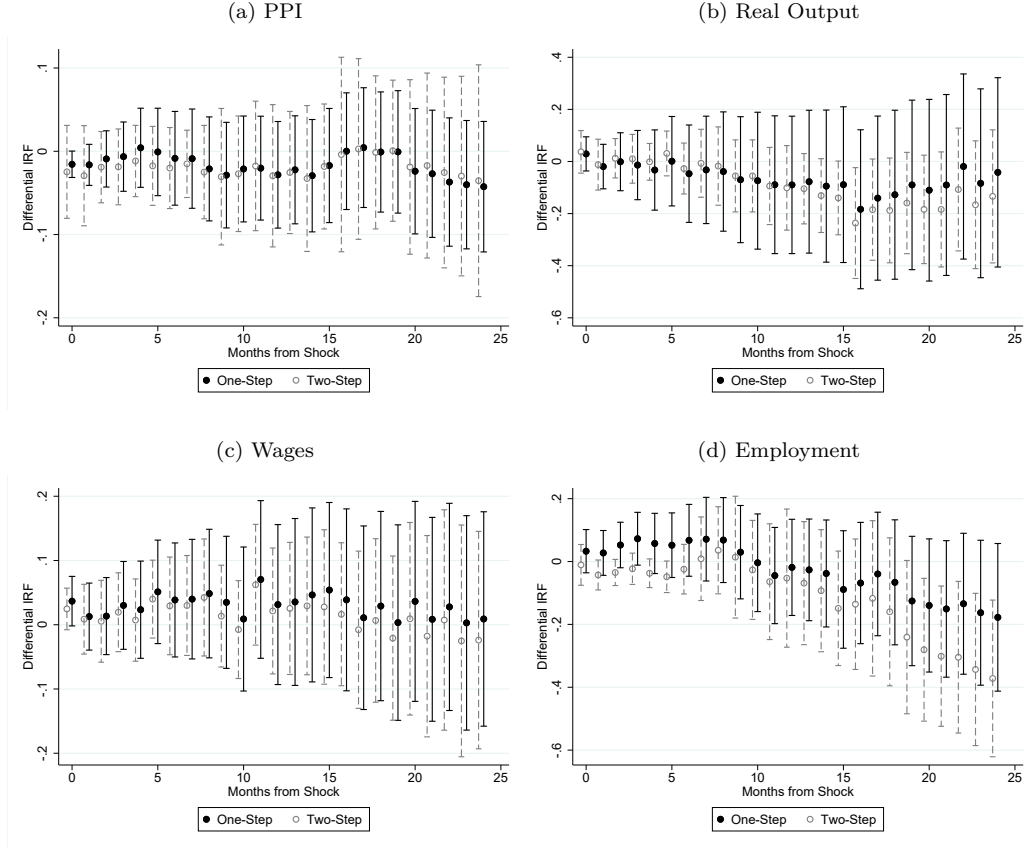 (a) PPI
.1
0
-.1
-.2
Differential IRF
0 5 10 15 20 25
Months from Shock
One-Step Two-Step
(b) Real Output
.4
.2
0
-.2
-.4
-.6
Differential IRF
0 5 10 15 20 25
Months from Shock
One-Step Two-Step
(c) Wages
.2
.1
0
-.1
-.2
Differential IRF
0 5 10 15 20 25
Months from Shock
One-Step Two-Step
(d) Employment
.2
0
-.2
-.4
-.6
Differential IRF
0 5 10 15 20 25
Months from Shock
One-Step Two-Step